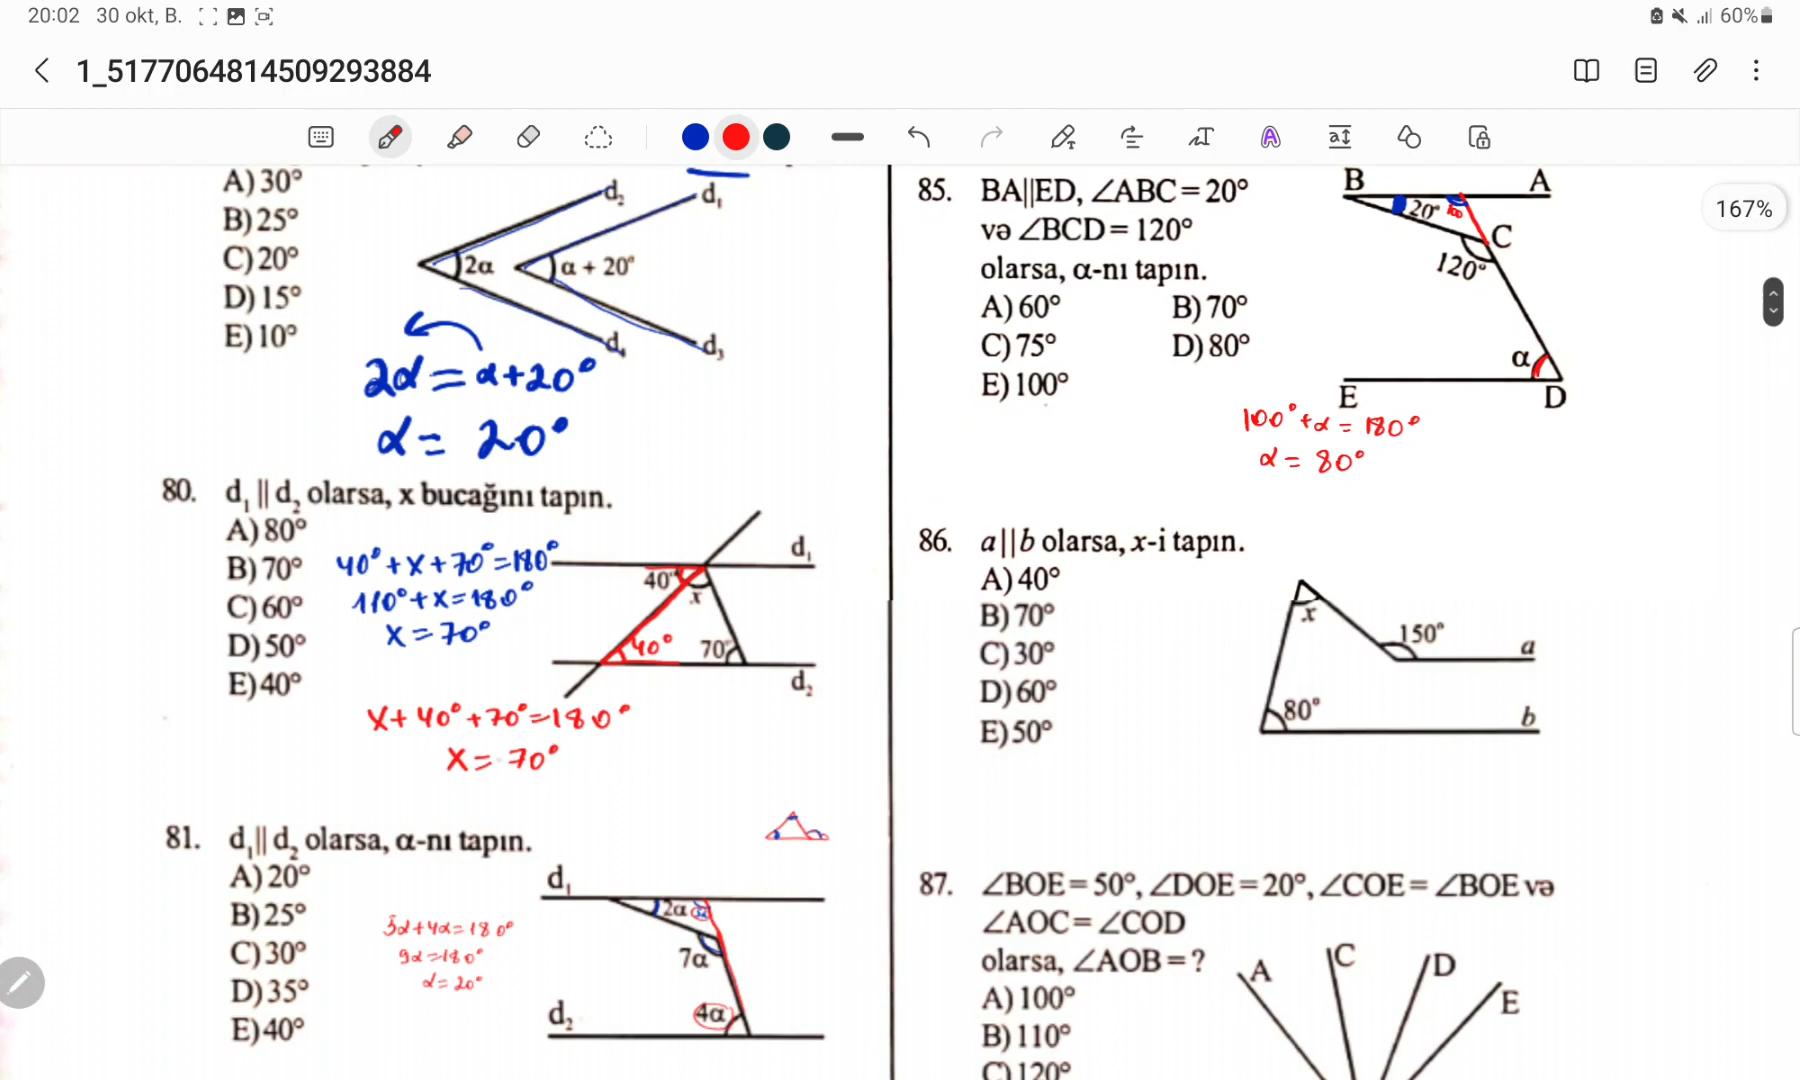 20:02 30 okt, B.
60%
1_5177064814509293884
167%
A) 30°
B) 25°
C) 20°
D) 15°
E) 10°
d₂
d₁
2α
α + 20°
d₄
d₃
2α = α + 20°
α = 20°
80. d₁ || d₂ olarsa, x bucağını tapın.
A) 80°
B) 70°
C) 60°
D) 50°
E) 40°
40° + x + 70° = 180°
110° + x = 180°
x = 70°
d₁
40°
x
40°
70°
d₂
x + 40° + 70° = 180°
x = 70°
81. d₁ || d₂ olarsa, α-nı tapın.
A) 20°
B) 25°
C) 30°
D) 35°
E) 40°
5α + 4α = 180°
9α = 180°
α = 20°
d₁
2α
7α
d₂
4α
85. BA||ED, ∠ABC = 20°
və ∠BCD = 120°
olarsa, α-nı tapın.
A) 60° B) 70°
C) 75° D) 80°
E) 100°
B
A
20°
100
C
120°
α
E
D
100° + α = 180°
α = 80°
86. a||b olarsa, x-i tapın.
A) 40°
B) 70°
C) 30°
D) 60°
E) 50°
x
150°
a
80°
b
87. ∠BOE = 50°, ∠DOE = 20°, ∠COE = ∠BOE və
∠AOC = ∠COD
olarsa, ∠AOB = ?
A) 100°
B) 110°
C) 120°
A
C
D
E